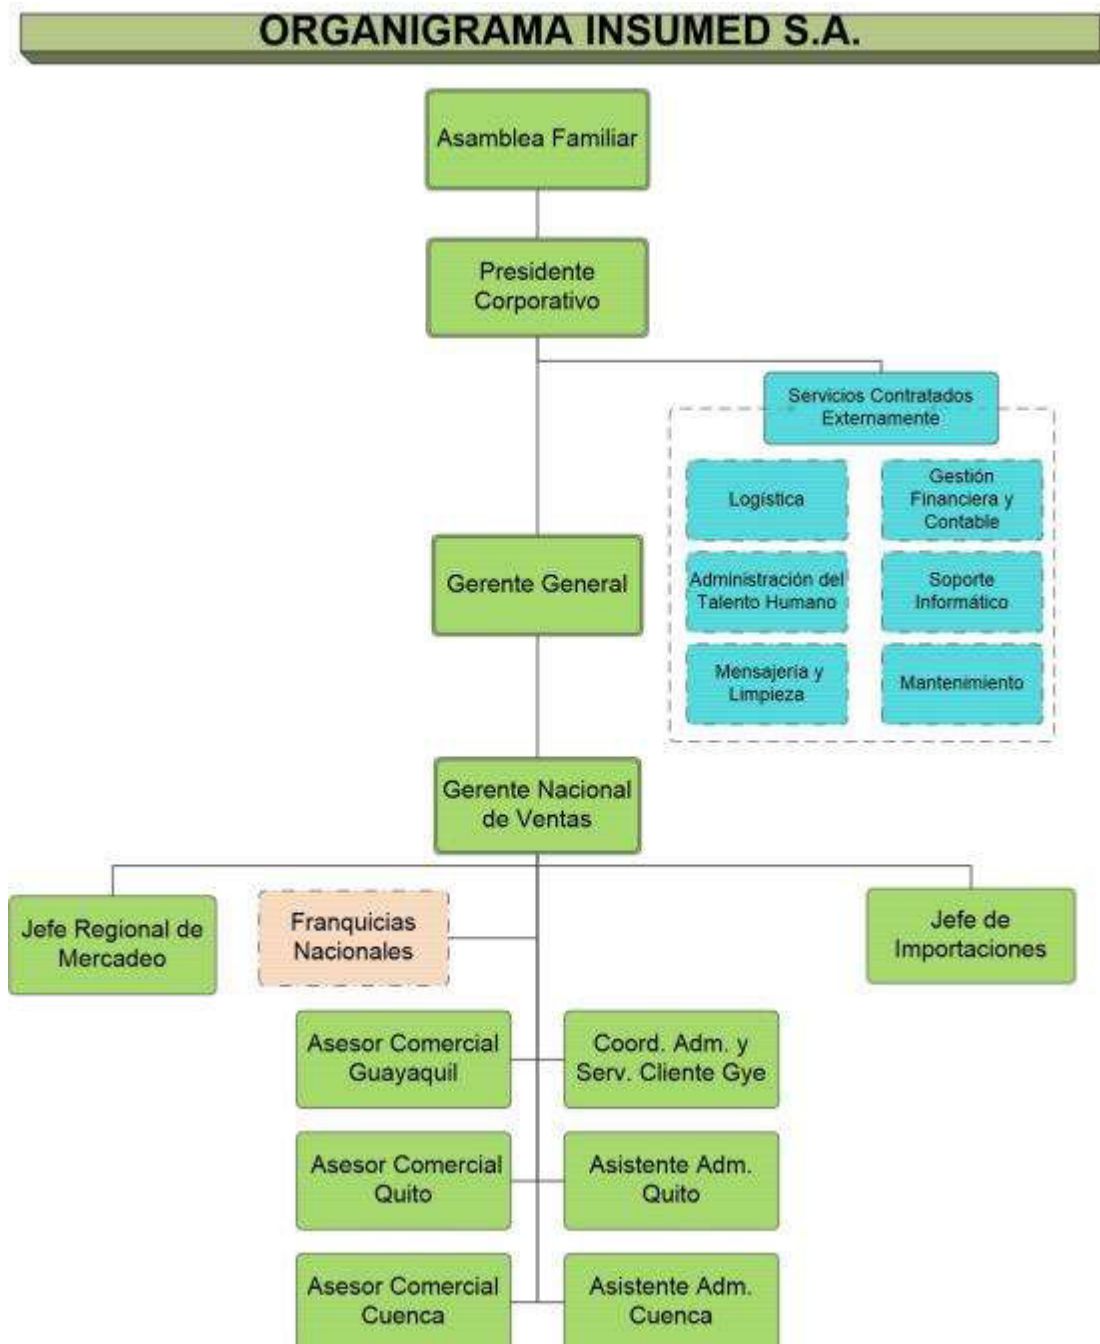 ORGANIGRAMA INSUMED S.A.
Asamblea Familiar
Presidente
Corporativo
Servicios Contratados
Externamente
Logística
Gestión
Financiera y
Contable
Gerente General
Administración del
Talento Humano
Soporte
Informático
Mensajería y
Limpieza
Mantenimiento
Gerente Nacional
de Ventas
Jefe Regional de
Mercadeo
Franquicias
Nacionales
Jefe de
Importaciones
Asesor Comercial
Guayaquil
Coord. Adm. y
Serv. Cliente Gye
Asesor Comercial
Quito
Asistente Adm.
Quito
Asesor Comercial
Cuenca
Asistente Adm.
Cuenca